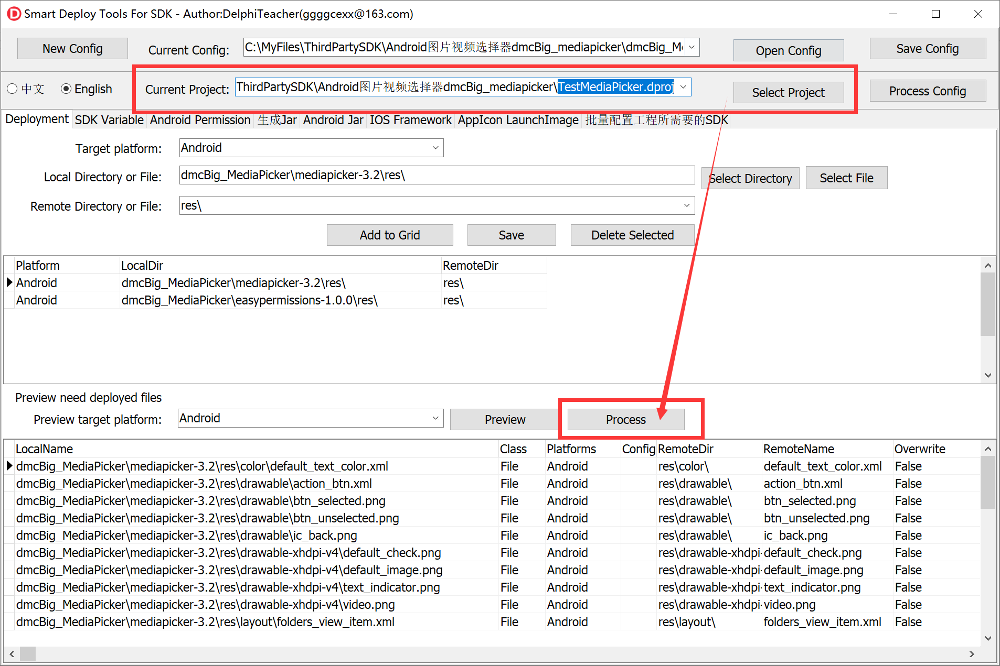 Smart Deploy Tools For SDK - Author:DelphiTeacher(ggggcexx@163.com)
New Config
Current Config:
C:\MyFiles\ThirdPartySDK\Android图片视频选择器dmcBig_mediapicker\dmcBig_M
Open Config
Save Config
中文
English
Current Project:
ThirdPartySDK\Android图片视频选择器dmcBig_mediapicker\TestMediaPicker.dproj
Select Project
Process Config
Deployment SDK Variable Android Permission 生成Jar Android Jar IOS Framework AppIcon LaunchImage 批量配置工程所需要的SDK
Target platform:
Android
Local Directory or File:
dmcBig_MediaPicker\mediapicker-3.2\res\
Select Directory
Select File
Remote Directory or File:
res\
Add to Grid
Save
Delete Selected
Platform LocalDir RemoteDir
Android dmcBig_MediaPicker\mediapicker-3.2\res\ res\
Android dmcBig_MediaPicker\easypermissions-1.0.0\res\ res\
Preview need deployed files
Preview target platform:
Android
Preview
Process
LocalName Class Platforms Config RemoteDir RemoteName Overwrite
dmcBig_MediaPicker\mediapicker-3.2\res\color\default_text_color.xml File Android res\color\ default_text_color.xml False
dmcBig_MediaPicker\mediapicker-3.2\res\drawable\action_btn.xml File Android res\drawable\ action_btn.xml False
dmcBig_MediaPicker\mediapicker-3.2\res\drawable\btn_selected.png File Android res\drawable\ btn_selected.png False
dmcBig_MediaPicker\mediapicker-3.2\res\drawable\btn_unselected.png File Android res\drawable\ btn_unselected.png False
dmcBig_MediaPicker\mediapicker-3.2\res\drawable\ic_back.png File Android res\drawable\ ic_back.png False
dmcBig_MediaPicker\mediapicker-3.2\res\drawable-xhdpi-v4\default_check.png File Android res\drawable-xhdpi- default_check.png False
dmcBig_MediaPicker\mediapicker-3.2\res\drawable-xhdpi-v4\default_image.png File Android res\drawable-xhdpi- default_image.png False
dmcBig_MediaPicker\mediapicker-3.2\res\drawable-xhdpi-v4\text_indicator.png File Android res\drawable-xhdpi- text_indicator.png False
dmcBig_MediaPicker\mediapicker-3.2\res\drawable-xhdpi-v4\video.png File Android res\drawable-xhdpi- video.png False
dmcBig_MediaPicker\mediapicker-3.2\res\layout\folders_view_item.xml File Android res\layout\ folders_view_item.xml False